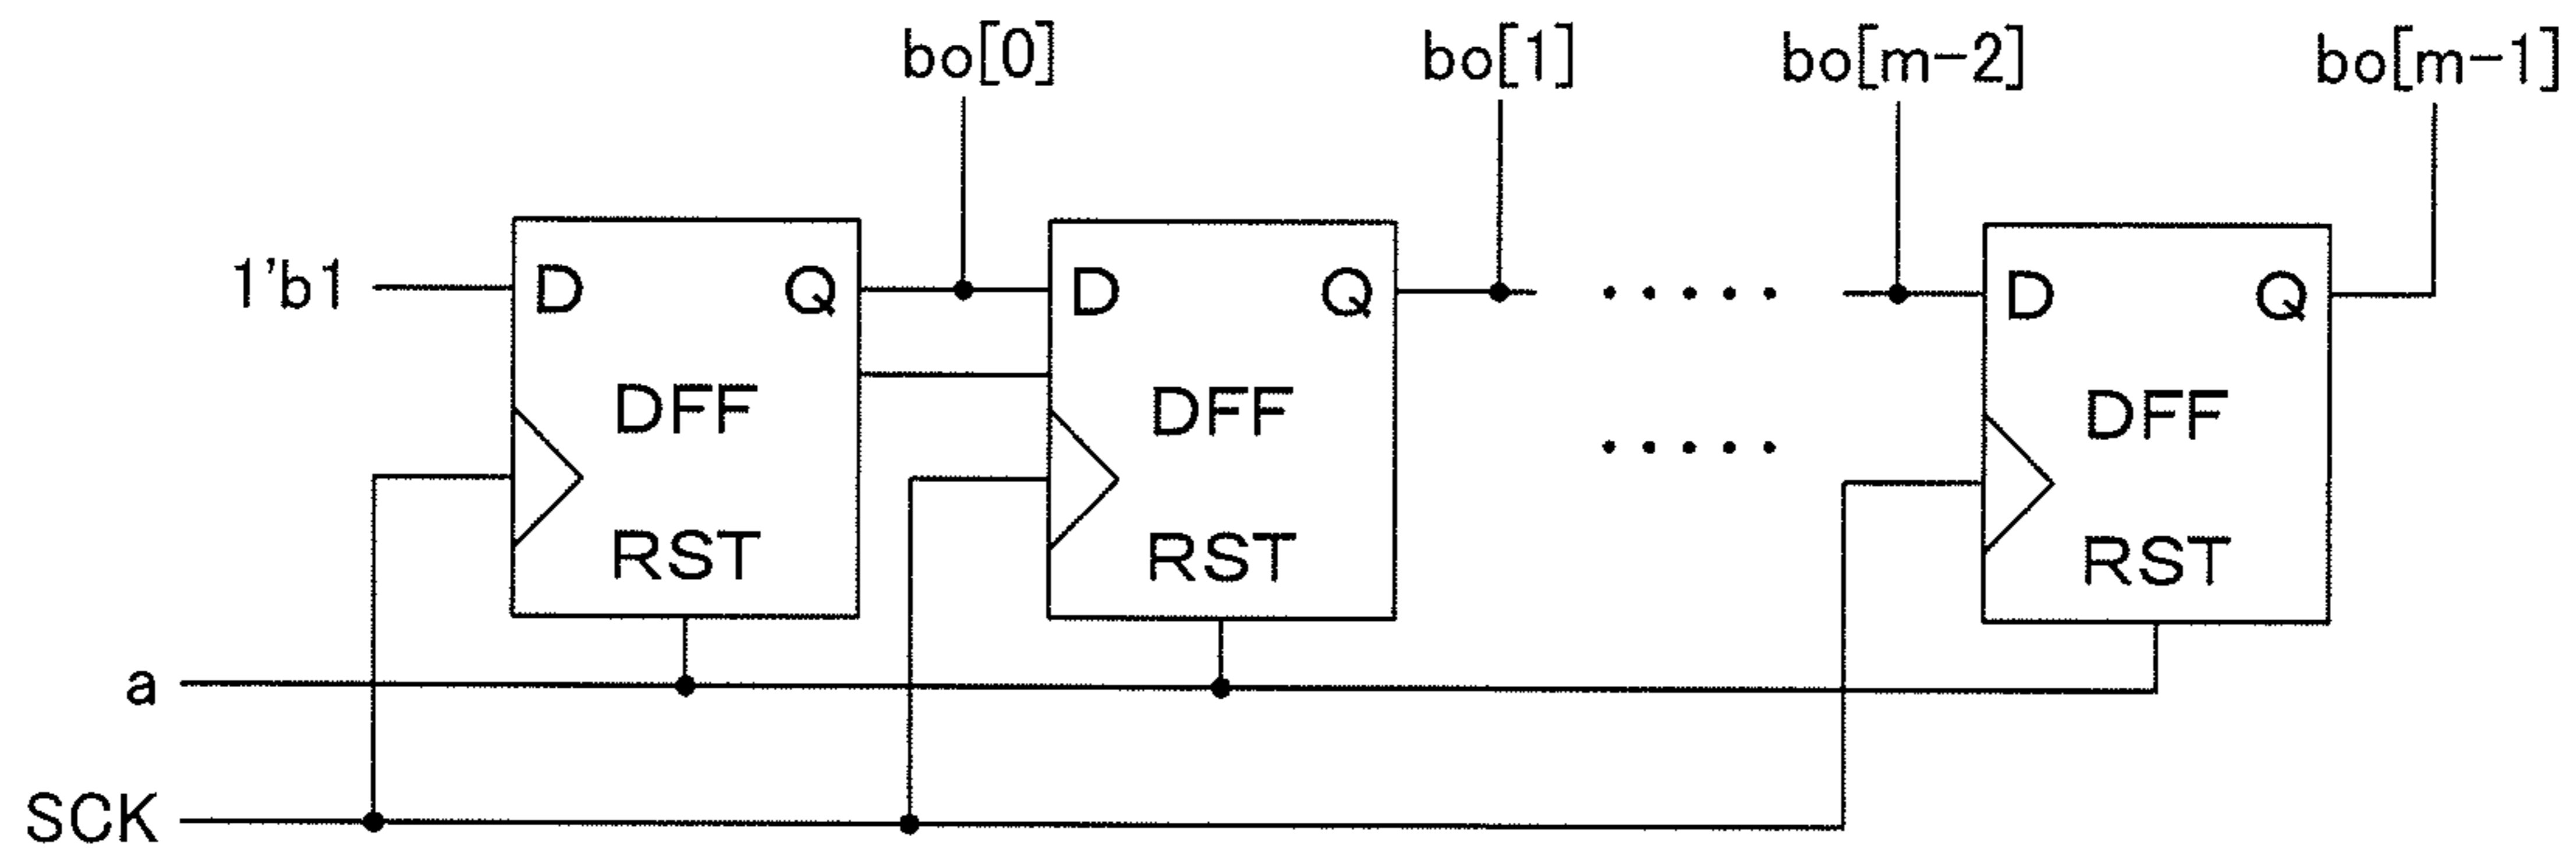 bo[0] bo[1] bo[m-2] bo[m-1]
1'b1 D Q D Q D Q
DFF DFF DFF
RST RST RST
a
SCK